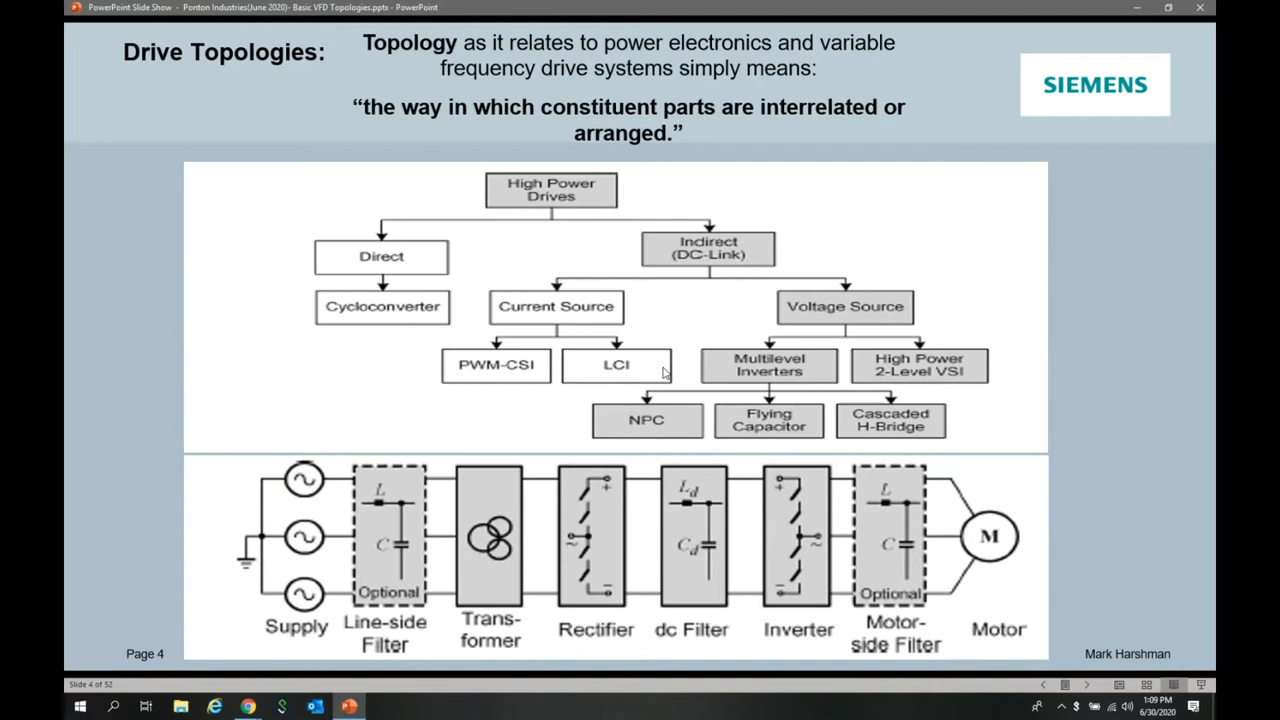 PowerPoint Slide Show - Ponton Industries(June 2020)- Basic VFD Topologies.pptx - PowerPoint
Drive Topologies:
Topology as it relates to power electronics and variable
frequency drive systems simply means:
“the way in which constituent parts are interrelated or
arranged.”
SIEMENS
High Power
Drives
Direct
Indirect
(DC-Link)
Cycloconverter
Current Source
Voltage Source
PWM-CSI
LCI
Multilevel
Inverters
High Power
2-Level VSI
NPC
Flying
Capacitor
Cascaded
H-Bridge
L
C
Optional
+
~
−
Ld
Cd
+
~
−
L
C
Optional
M
Supply
Line-side
Filter
Trans-
former
Rectifier
dc Filter
Inverter
Motor-
side Filter
Motor
Page 4
Mark Harshman
Slide 4 of 52
1:09 PM
6/30/2020